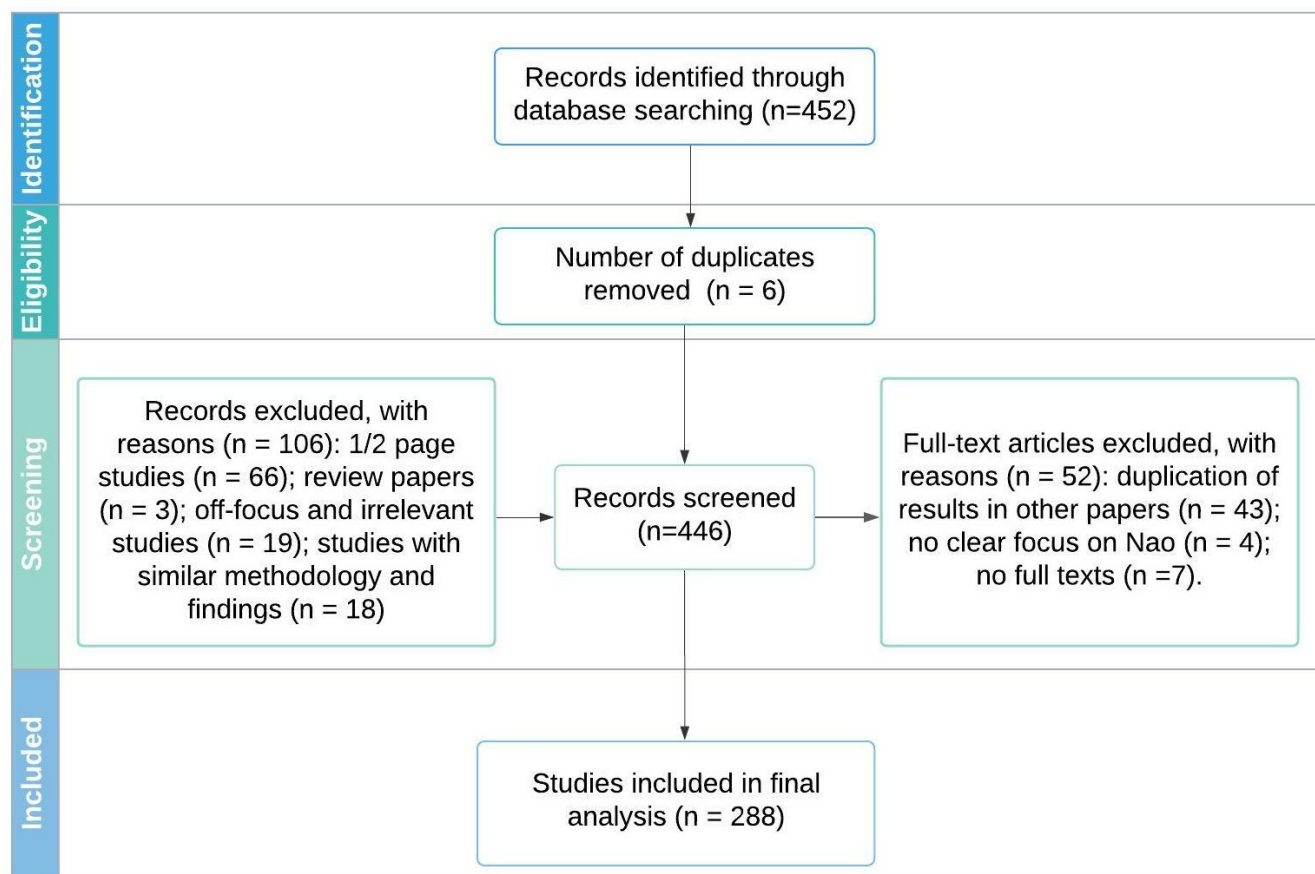 Identification
Records identified through
database searching (n=452)
Eligibility
Number of duplicates
removed  (n = 6)
Screening
Records excluded, with
reasons (n = 106): 1/2 page
studies (n = 66); review papers
(n = 3); off-focus and irrelevant
studies (n = 19); studies with
similar methodology and
findings (n = 18)
Records screened
(n=446)
Full-text articles excluded, with
reasons (n = 52): duplication of
results in other papers (n = 43);
no clear focus on Nao (n = 4);
no full texts (n =7).
Included
Studies included in final
analysis (n = 288)